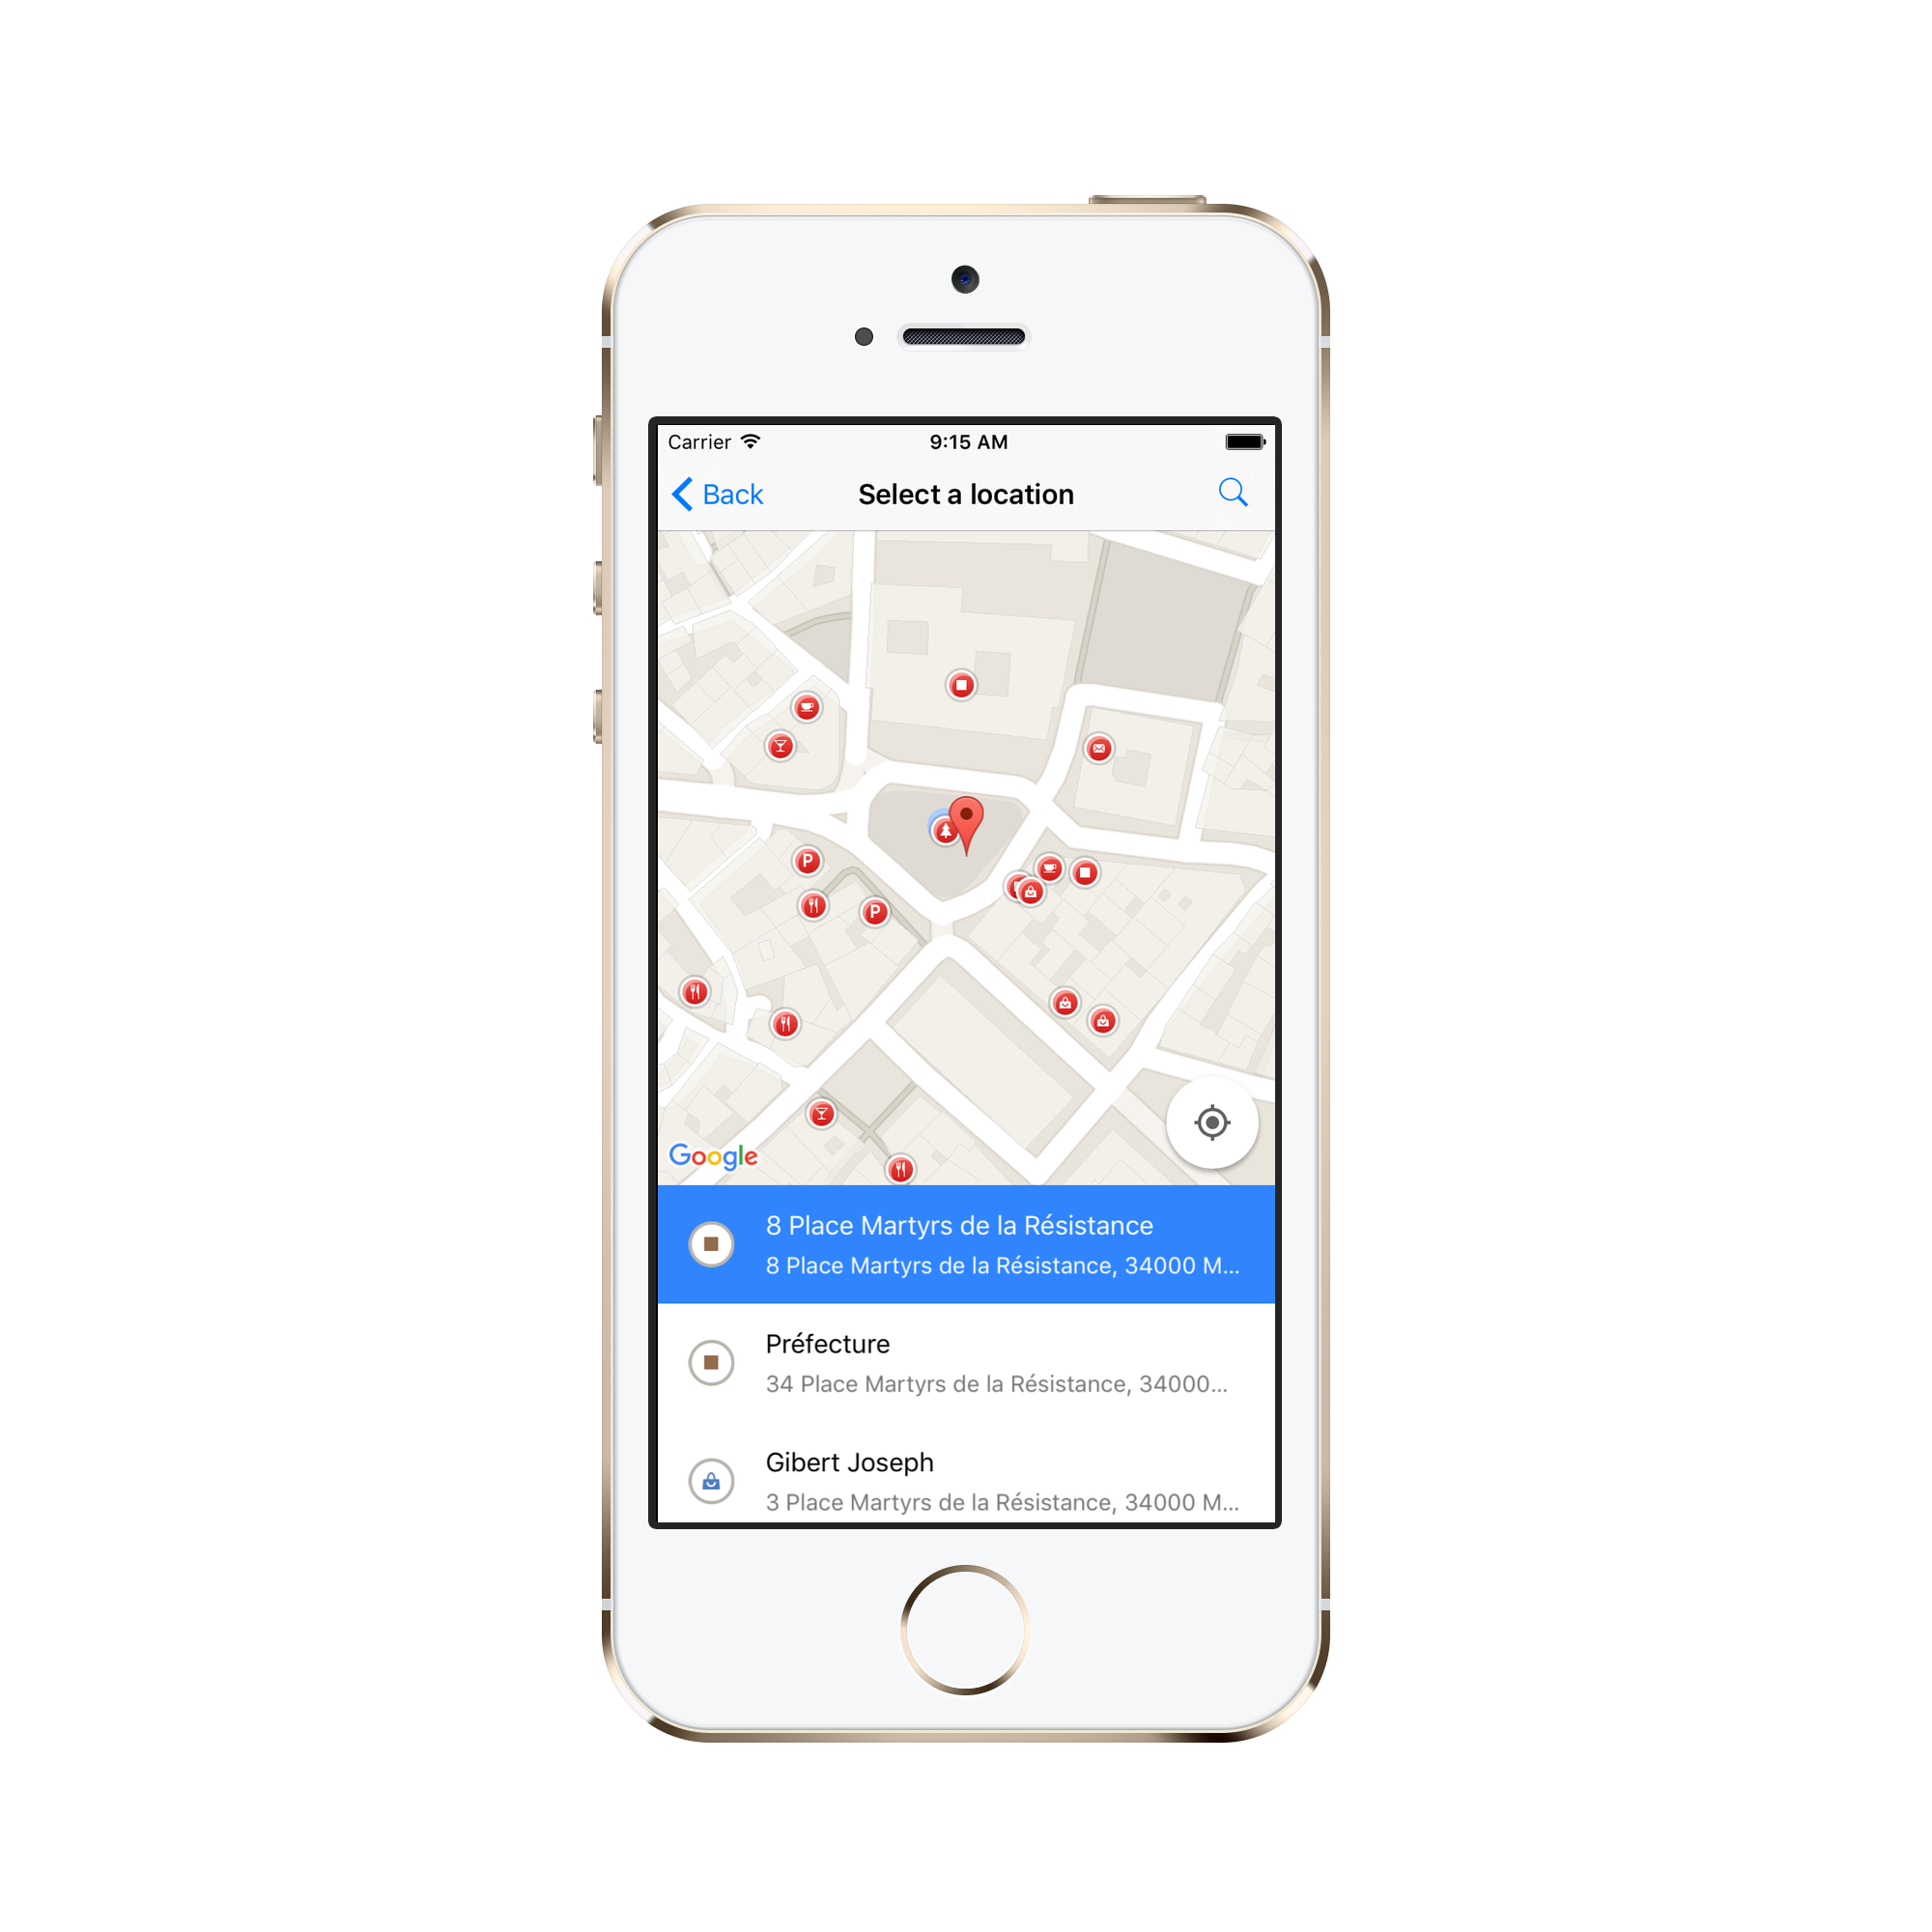 Carrier 9:15 AM
Back Select a location
P
P
Google
8 Place Martyrs de la Résistance
8 Place Martyrs de la Résistance, 34000 M...
Préfecture
34 Place Martyrs de la Résistance, 34000...
Gibert Joseph
3 Place Martyrs de la Résistance, 34000 M...